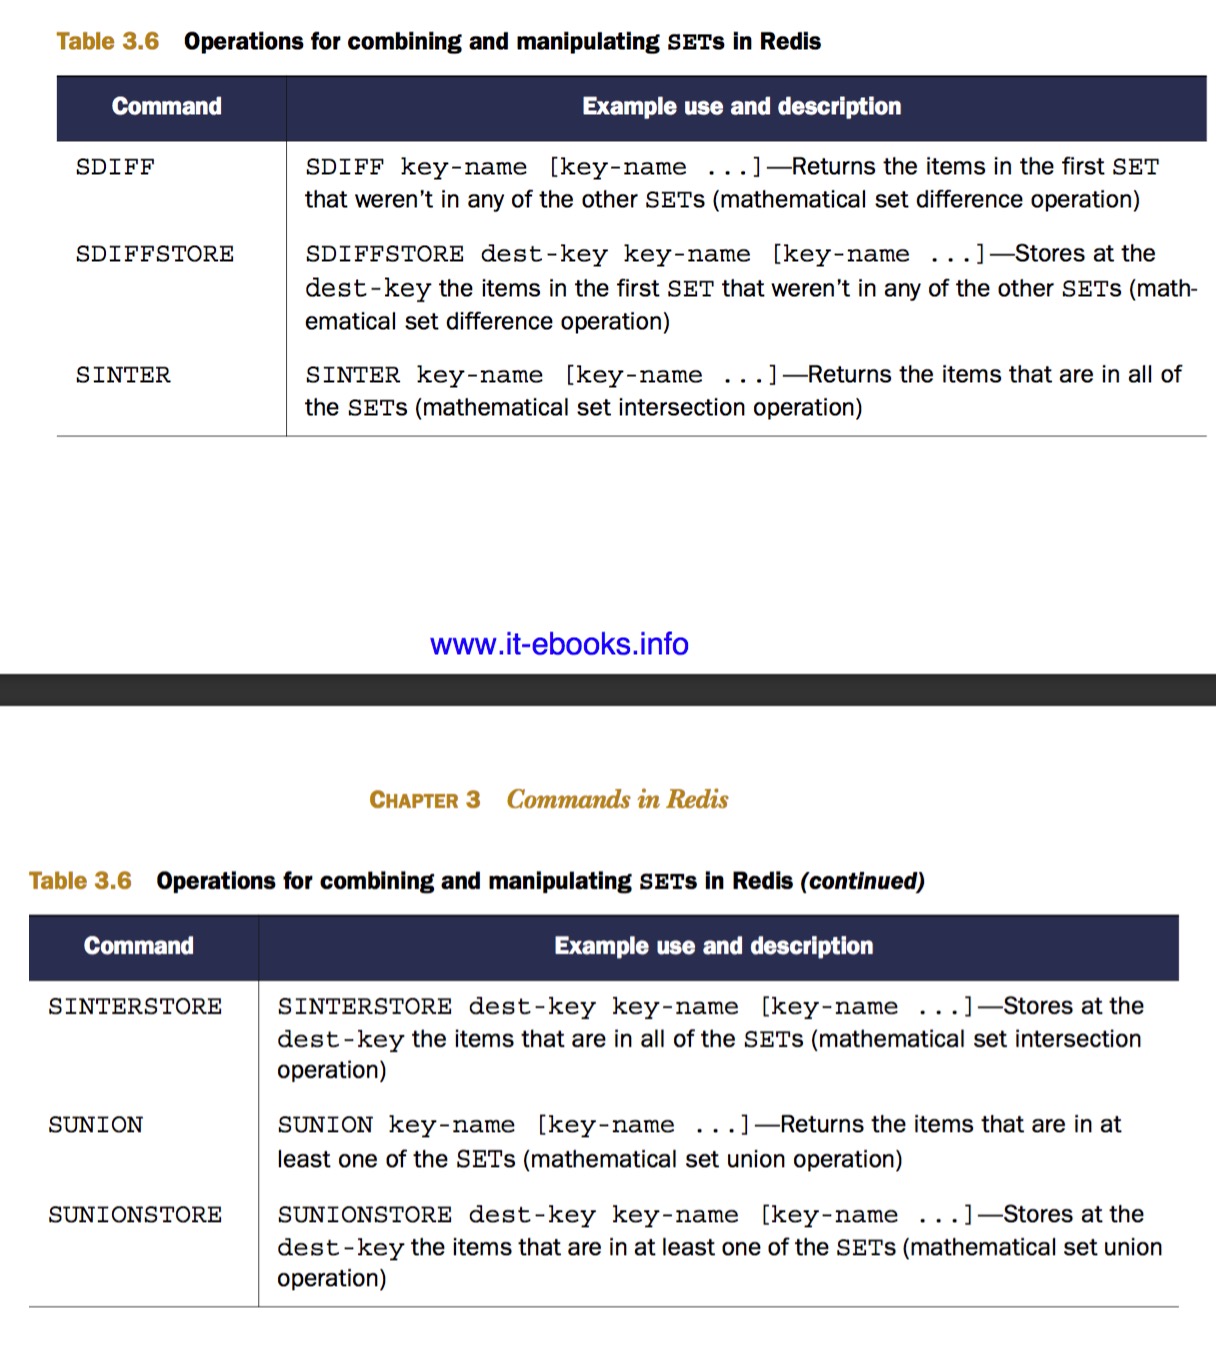 Table 3.6 Operations for combining and manipulating SETs in Redis
Command Example use and description
SDIFF SDIFF key-name [key-name ...]—Returns the items in the first SET
that weren't in any of the other SETs (mathematical set difference operation)
SDIFFSTORE SDIFFSTORE dest-key key-name [key-name ...]—Stores at the
dest-key the items in the first SET that weren't in any of the other SETs (math-
ematical set difference operation)
SINTER SINTER key-name [key-name ...]—Returns the items that are in all of
the SETs (mathematical set intersection operation)
www.it-ebooks.info
CHAPTER 3 Commands in Redis
Table 3.6 Operations for combining and manipulating SETs in Redis (continued)
Command Example use and description
SINTERSTORE SINTERSTORE dest-key key-name [key-name ...]—Stores at the
dest-key the items that are in all of the SETs (mathematical set intersection
operation)
SUNION SUNION key-name [key-name ...]—Returns the items that are in at
least one of the SETs (mathematical set union operation)
SUNIONSTORE SUNIONSTORE dest-key key-name [key-name ...]—Stores at the
dest-key the items that are in at least one of the SETs (mathematical set union
operation)